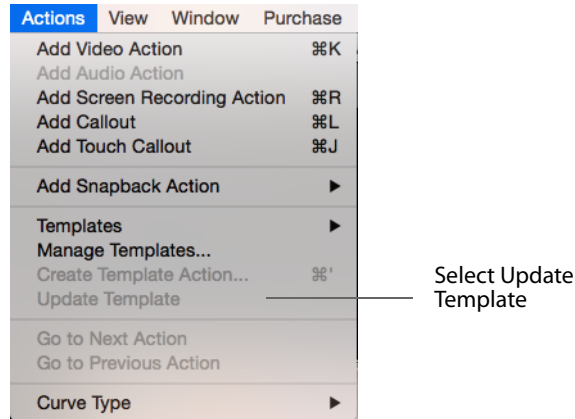 Actions View Window Purchase
Add Video Action ⌘K
Add Audio Action
Add Screen Recording Action ⌘R
Add Callout ⌘L
Add Touch Callout ⌘J
Add Snapback Action ▶
Templates ▶
Manage Templates...
Create Template Action... ⌘'
Update Template
Go to Next Action
Go to Previous Action
Curve Type ▶
Select Update
Template